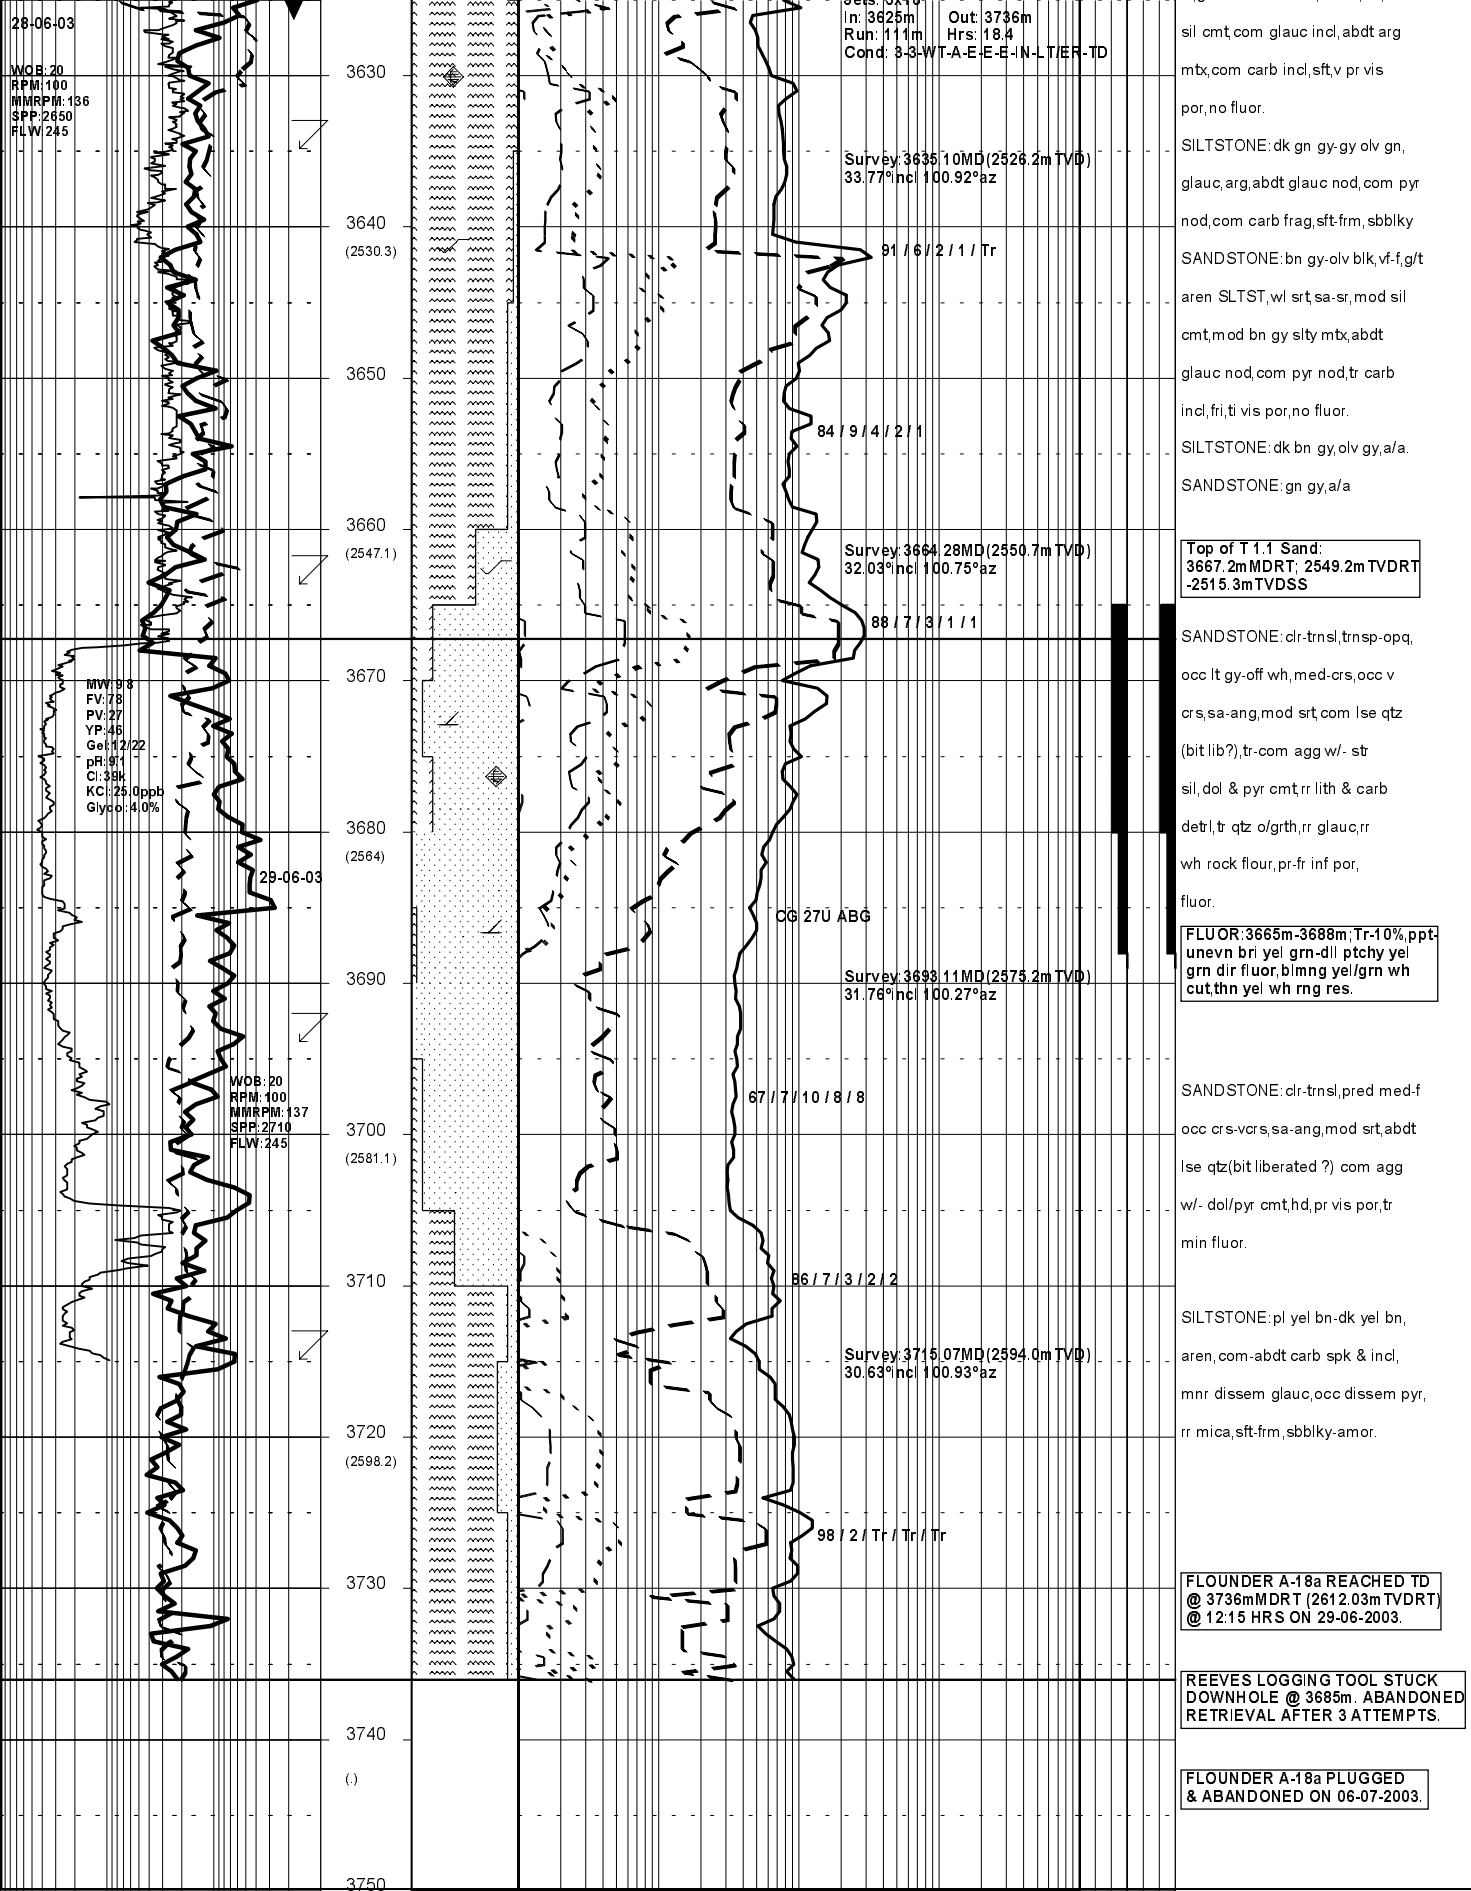 28-06-03
WOB:20
RPM:100
MMRPM:136
SPP:2650
FLW:245
MW:9.8
FV:78
PV:27
YP:46
Gel:12/22
pH:9.1
Cl:39k
KCl:25.0ppb
Glyco:4.0%
29-06-03
WOB:20
RPM:100
MMRPM:137
SPP:2710
FLW:245
3630
3640
(2530.3)
3650
3660
(2547.1)
3670
3680
(2564)
3690
3700
(2581.1)
3710
3720
(2598.2)
3730
3740
(.)
3750
In: 3625m Out: 3736m
Run: 111m Hrs: 18.4
Cond: 3-3-WT-A-E-E-E-IN-LT/ER-TD
Survey:3635.10MD(2526.2mTVD)
33.77°incl 100.92°az
91 / 6 / 2 / 1 / Tr
84 / 9 / 4 / 2 / 1
Survey:3664.28MD(2550.7mTVD)
32.03°incl 100.75°az
88 / 7 / 3 / 1 / 1
CG 27U ABG
Survey:3693.11MD(2575.2mTVD)
31.76°incl 100.27°az
67 / 7 / 10 / 8 / 8
86 / 7 / 3 / 2 / 2
Survey:3715.07MD(2594.0mTVD)
30.63°incl 100.93°az
98 / 2 / Tr / Tr / Tr
sil cmt,com glauc incl,abdt arg
mtx,com carb incl,sft,v pr vis
por,no fluor.
SILTSTONE:dk gn gy-gy olv gn,
glauc,arg,abdt glauc nod,com pyr
nod,com carb frag,sft-frm,sbblky
SANDSTONE:bn gy-olv blk,vf-f,g/t
aren SLTST,wl srt,sa-sr,mod sil
cmt,mod bn gy slty mtx,abdt
glauc nod,com pyr nod,tr carb
incl,fri,ti vis por,no fluor.
SILTSTONE:dk bn gy,olv gy,a/a.
SANDSTONE:gn gy,a/a
Top of T 1.1 Sand:
3667.2mMDRT; 2549.2mTVDRT
-2515.3mTVDSS
SANDSTONE:clr-trnsl,trnsp-opq,
occ lt gy-off wh,med-crs,occ v
crs,sa-ang,mod srt,com lse qtz
(bit lib?),tr-com agg w/- str
sil,dol & pyr cmt,rr lith & carb
detrl,tr qtz o/grth,rr glauc,rr
wh rock flour,pr-fr inf por,
fluor.
FLUOR:3665m-3688m;Tr-10%,ppt-
unevn bri yel grn-dll ptchy yel
grn dir fluor,blmng yel/grn wh
cut,thn yel wh rng res.
SANDSTONE:clr-trnsl,pred med-f
occ crs-vcrs,sa-ang,mod srt,abdt
lse qtz(bit liberated ?) com agg
w/- dol/pyr cmt,hd,pr vis por,tr
min fluor.
SILTSTONE:pl yel bn-dk yel bn,
aren,com-abdt carb spk & incl,
mnr dissem glauc,occ dissem pyr,
rr mica,sft-frm,sbblky-amor.
FLOUNDER A-18a REACHED TD
@ 3736mMDRT (2612.03mTVDRT)
@ 12:15 HRS ON 29-06-2003.
REEVES LOGGING TOOL STUCK
DOWNHOLE @ 3685m. ABANDONED
RETRIEVAL AFTER 3 ATTEMPTS.
FLOUNDER A-18a PLUGGED
& ABANDONED ON 06-07-2003.